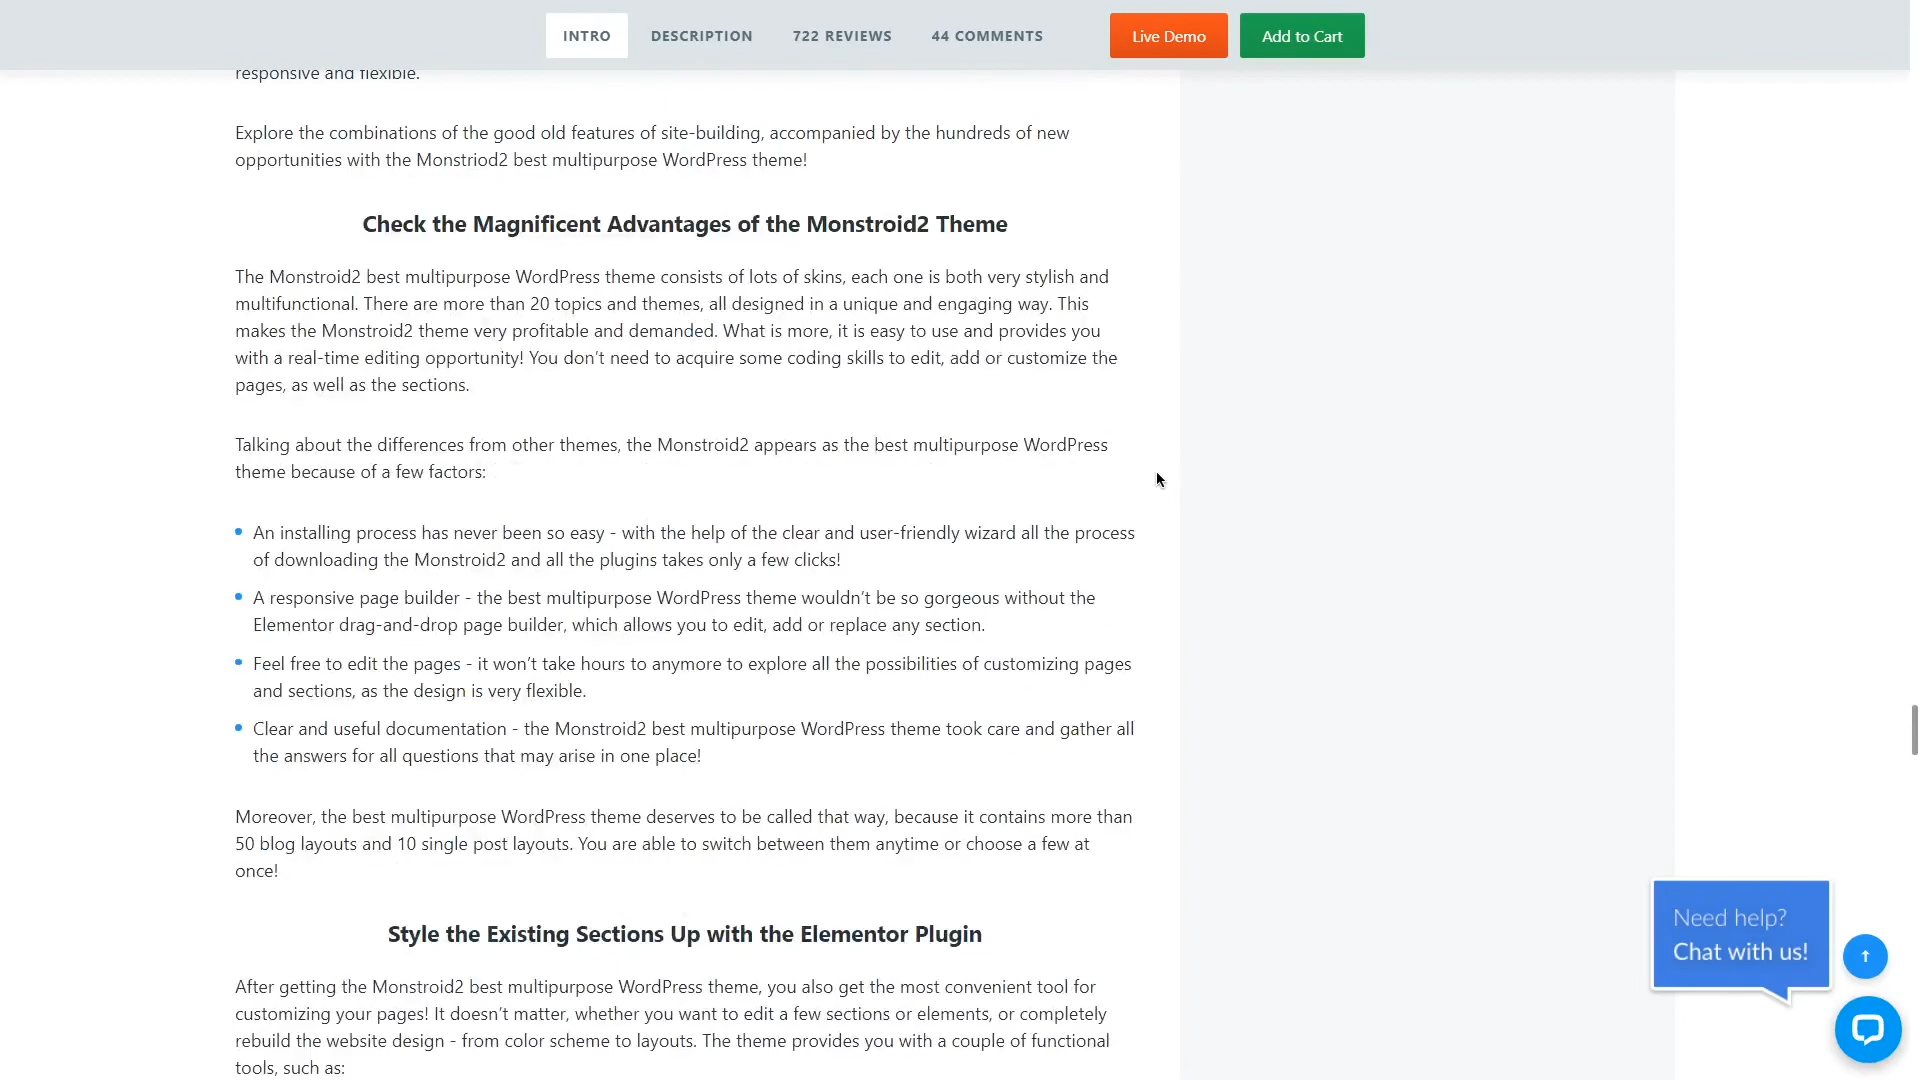 INTRO DESCRIPTION 722 REVIEWS 44 COMMENTS Live Demo Add to Cart
responsive and flexible.
Explore the combinations of the good old features of site-building, accompanied by the hundreds of new
opportunities with the Monstriod2 best multipurpose WordPress theme!
Check the Magnificent Advantages of the Monstroid2 Theme
The Monstroid2 best multipurpose WordPress theme consists of lots of skins, each one is both very stylish and
multifunctional. There are more than 20 topics and themes, all designed in a unique and engaging way. This
makes the Monstroid2 theme very profitable and demanded. What is more, it is easy to use and provides you
with a real-time editing opportunity! You don’t need to acquire some coding skills to edit, add or customize the
pages, as well as the sections.
Talking about the differences from other themes, the Monstroid2 appears as the best multipurpose WordPress
theme because of a few factors:
An installing process has never been so easy - with the help of the clear and user-friendly wizard all the process
of downloading the Monstroid2 and all the plugins takes only a few clicks!
A responsive page builder - the best multipurpose WordPress theme wouldn’t be so gorgeous without the
Elementor drag-and-drop page builder, which allows you to edit, add or replace any section.
Feel free to edit the pages - it won’t take hours to anymore to explore all the possibilities of customizing pages
and sections, as the design is very flexible.
Clear and useful documentation - the Monstroid2 best multipurpose WordPress theme took care and gather all
the answers for all questions that may arise in one place!
Moreover, the best multipurpose WordPress theme deserves to be called that way, because it contains more than
50 blog layouts and 10 single post layouts. You are able to switch between them anytime or choose a few at
once!
Style the Existing Sections Up with the Elementor Plugin
After getting the Monstroid2 best multipurpose WordPress theme, you also get the most convenient tool for
customizing your pages! It doesn’t matter, whether you want to edit a few sections or elements, or completely
rebuild the website design - from color scheme to layouts. The theme provides you with a couple of functional
tools, such as:
Need help?
Chat with us!